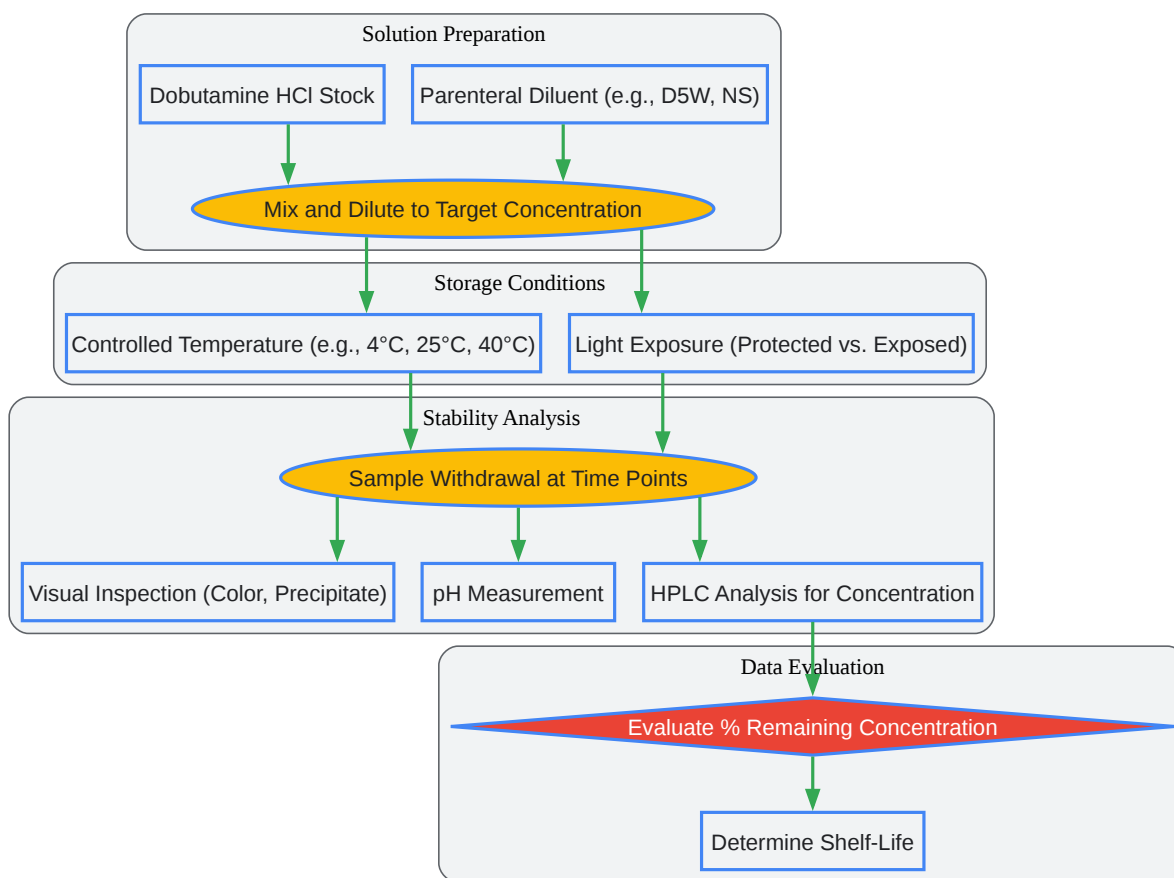 Solution Preparation
Dobutamine HCl Stock
Parenteral Diluent (e.g., D5W, NS)
Mix and Dilute to Target Concentration
Storage Conditions
Controlled Temperature (e.g., 4°C, 25°C, 40°C)
Light Exposure (Protected vs. Exposed)
Stability Analysis
Sample Withdrawal at Time Points
Visual Inspection (Color, Precipitate)
pH Measurement
HPLC Analysis for Concentration
Data Evaluation
Evaluate % Remaining Concentration
Determine Shelf-Life